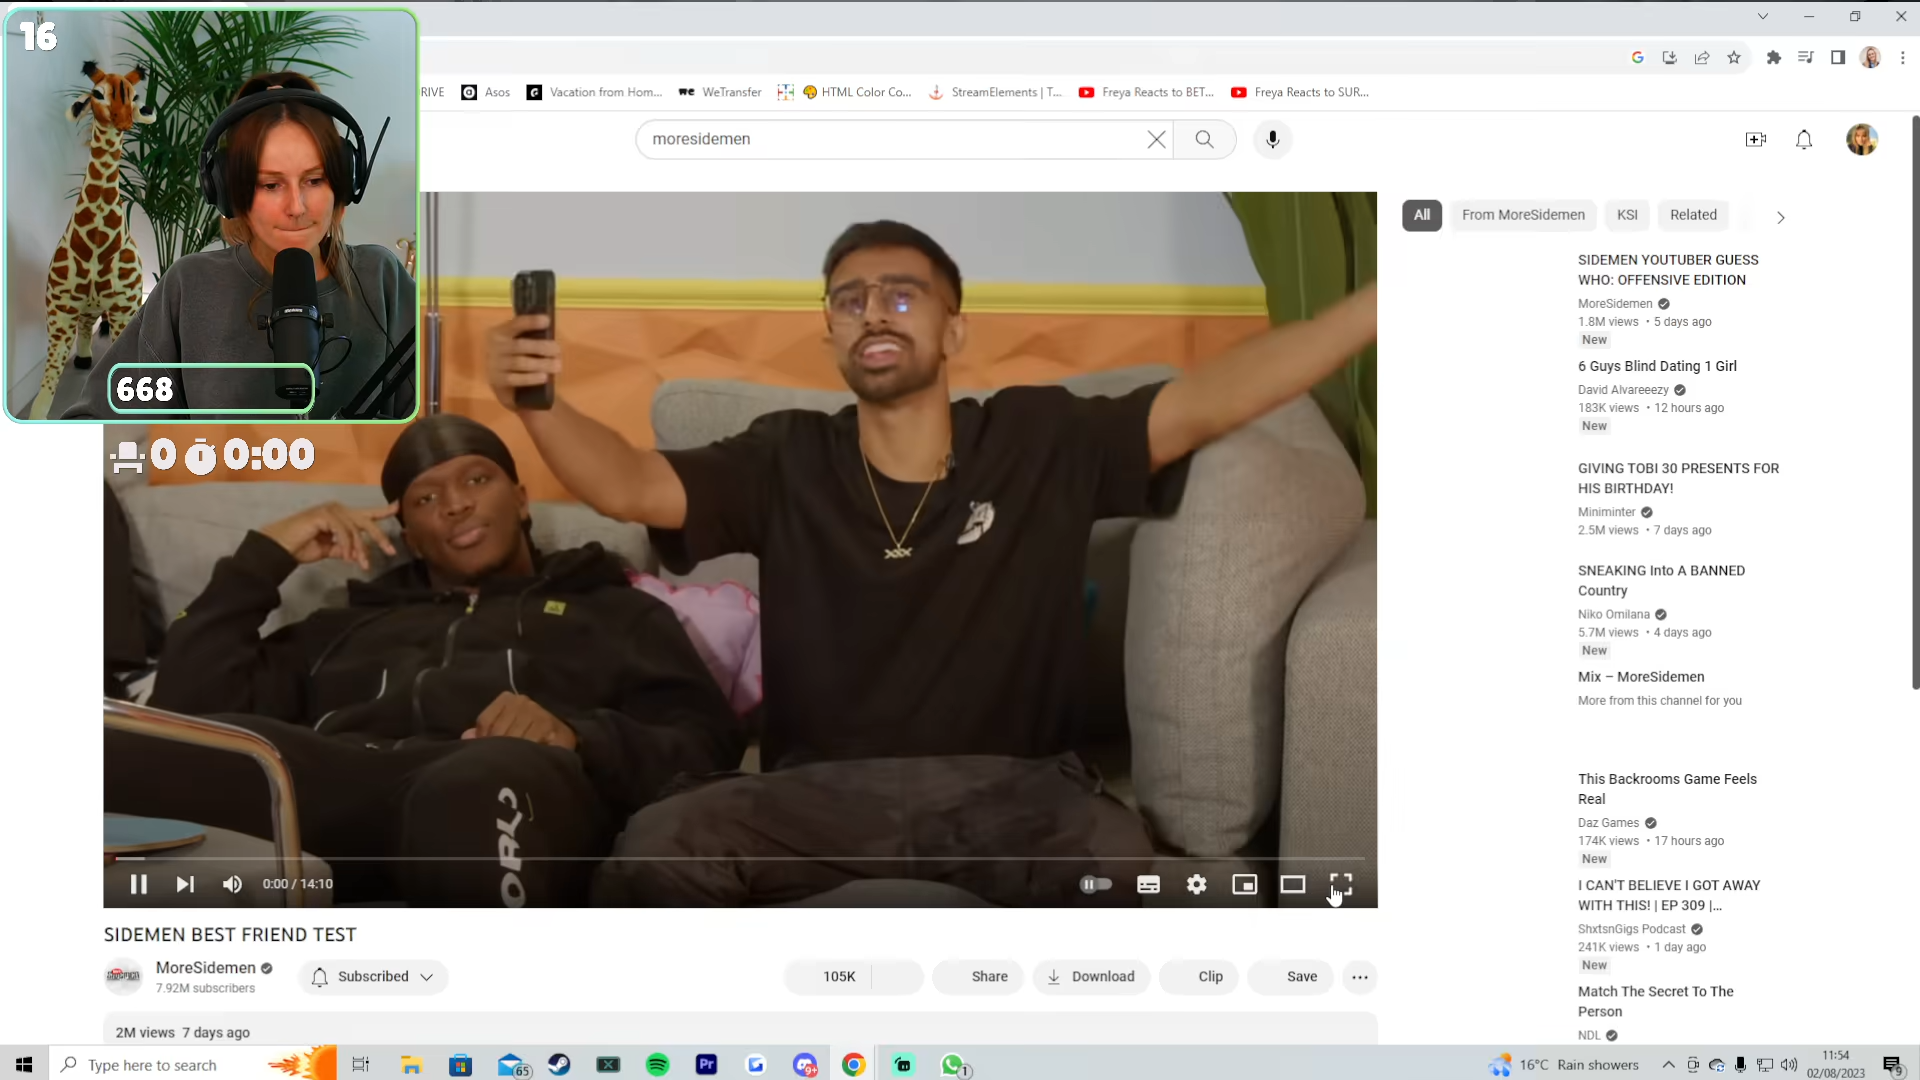 16
RIVE
Asos
Vacation from Hom...
we WeTransfer
HTML Color Co...
StreamElements | T...
Freya Reacts to BET...
Freya Reacts to SUR...
moresidemen
668
0 0:00
All
From MoreSidemen
KSI
Related
SIDEMEN YOUTUBER GUESS
WHO: OFFENSIVE EDITION
MoreSidemen
1.8M views • 5 days ago
New
6 Guys Blind Dating 1 Girl
David Alvareeezy
183K views • 12 hours ago
New
GIVING TOBI 30 PRESENTS FOR
HIS BIRTHDAY!
Miniminter
2.5M views • 7 days ago
SNEAKING Into A BANNED
Country
Niko Omilana
5.7M views • 4 days ago
New
Mix – MoreSidemen
More from this channel for you
This Backrooms Game Feels
Real
Daz Games
174K views • 17 hours ago
New
I CAN'T BELIEVE I GOT AWAY
WITH THIS! | EP 309 |...
ShxtsnGigs Podcast
241K views • 1 day ago
New
Match The Secret To The
Person
NDL
0:00 / 14:10
SIDEMEN BEST FRIEND TEST
MoreSidemen
7.92M subscribers
Subscribed
105K
Share
Download
Clip
Save
2M views 7 days ago
Type here to search
65
Pr
9+
1
16°C Rain showers
11:54
02/08/2023
9